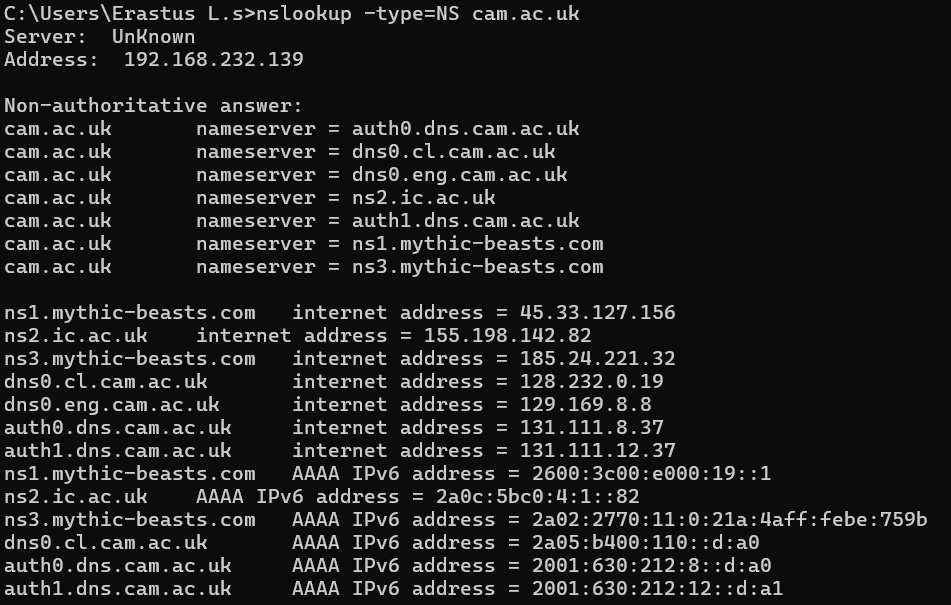 C:\Users\Erastus L.s>nslookup -type=NS cam.ac.uk
Server:  UnKnown
Address:  192.168.232.139

Non-authoritative answer:
cam.ac.uk       nameserver = auth0.dns.cam.ac.uk
cam.ac.uk       nameserver = dns0.cl.cam.ac.uk
cam.ac.uk       nameserver = dns0.eng.cam.ac.uk
cam.ac.uk       nameserver = ns2.ic.ac.uk
cam.ac.uk       nameserver = auth1.dns.cam.ac.uk
cam.ac.uk       nameserver = ns1.mythic-beasts.com
cam.ac.uk       nameserver = ns3.mythic-beasts.com

ns1.mythic-beasts.com   internet address = 45.33.127.156
ns2.ic.ac.uk    internet address = 155.198.142.82
ns3.mythic-beasts.com   internet address = 185.24.221.32
dns0.cl.cam.ac.uk       internet address = 128.232.0.19
dns0.eng.cam.ac.uk      internet address = 129.169.8.8
auth0.dns.cam.ac.uk     internet address = 131.111.8.37
auth1.dns.cam.ac.uk     internet address = 131.111.12.37
ns1.mythic-beasts.com   AAAA IPv6 address = 2600:3c00:e000:19::1
ns2.ic.ac.uk    AAAA IPv6 address = 2a0c:5bc0:4:1::82
ns3.mythic-beasts.com   AAAA IPv6 address = 2a02:2770:11:0:21a:4aff:febe:759b
dns0.cl.cam.ac.uk       AAAA IPv6 address = 2a05:b400:110::d:a0
auth0.dns.cam.ac.uk     AAAA IPv6 address = 2001:630:212:8::d:a0
auth1.dns.cam.ac.uk     AAAA IPv6 address = 2001:630:212:12::d:a1